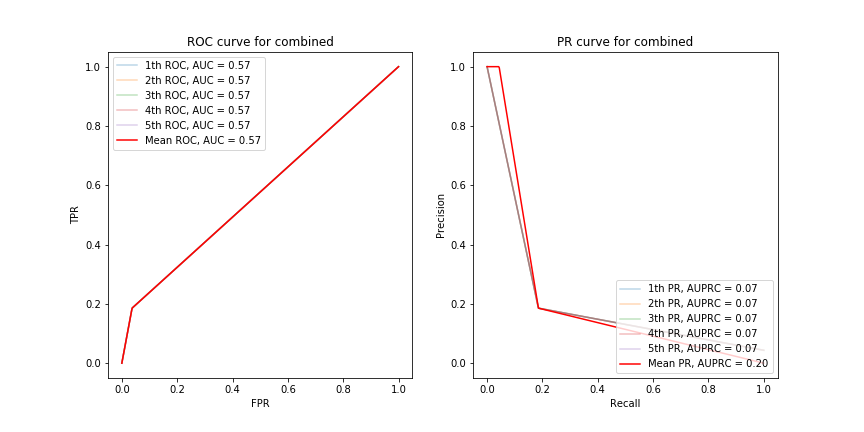 ROC curve for combined
1.0
0.8
0.6
0.4
0.2
0.0
TPR
1th ROC, AUC = 0.57
2th ROC, AUC = 0.57
3th ROC, AUC = 0.57
4th ROC, AUC = 0.57
5th ROC, AUC = 0.57
Mean ROC, AUC = 0.57
0.0 0.2 0.4 0.6 0.8 1.0
FPR
PR curve for combined
1.0
0.8
0.6
0.4
0.2
0.0
Precision
1th PR, AUPRC = 0.07
2th PR, AUPRC = 0.07
3th PR, AUPRC = 0.07
4th PR, AUPRC = 0.07
5th PR, AUPRC = 0.07
Mean PR, AUPRC = 0.20
0.0 0.2 0.4 0.6 0.8 1.0
Recall